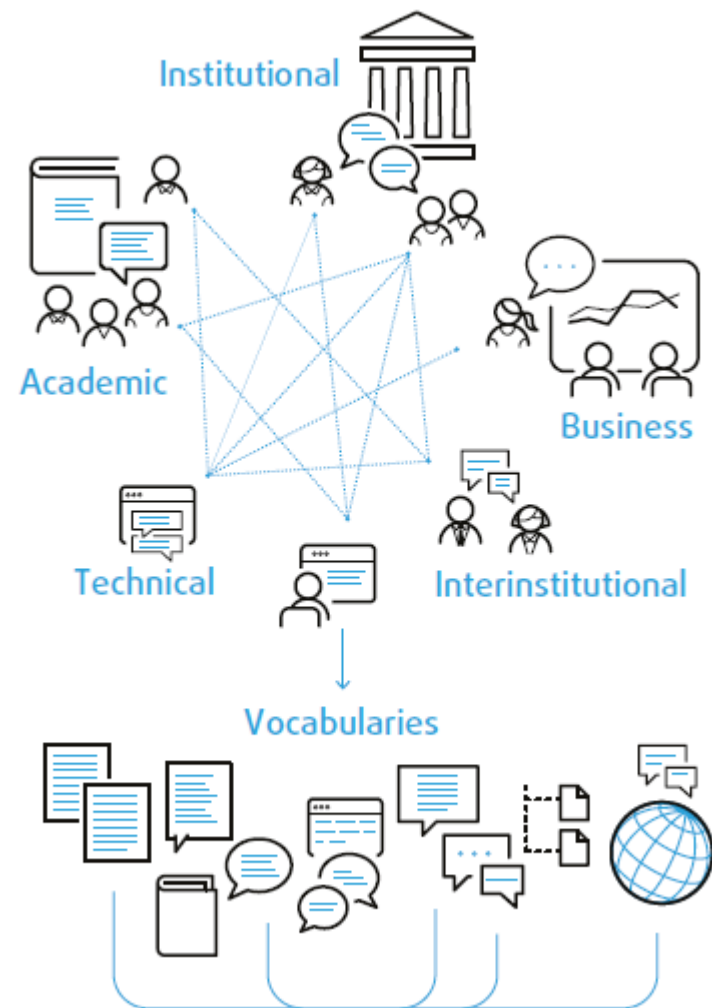 Institutional
Academic
Business
Technical
Interinstitutional
Vocabularies